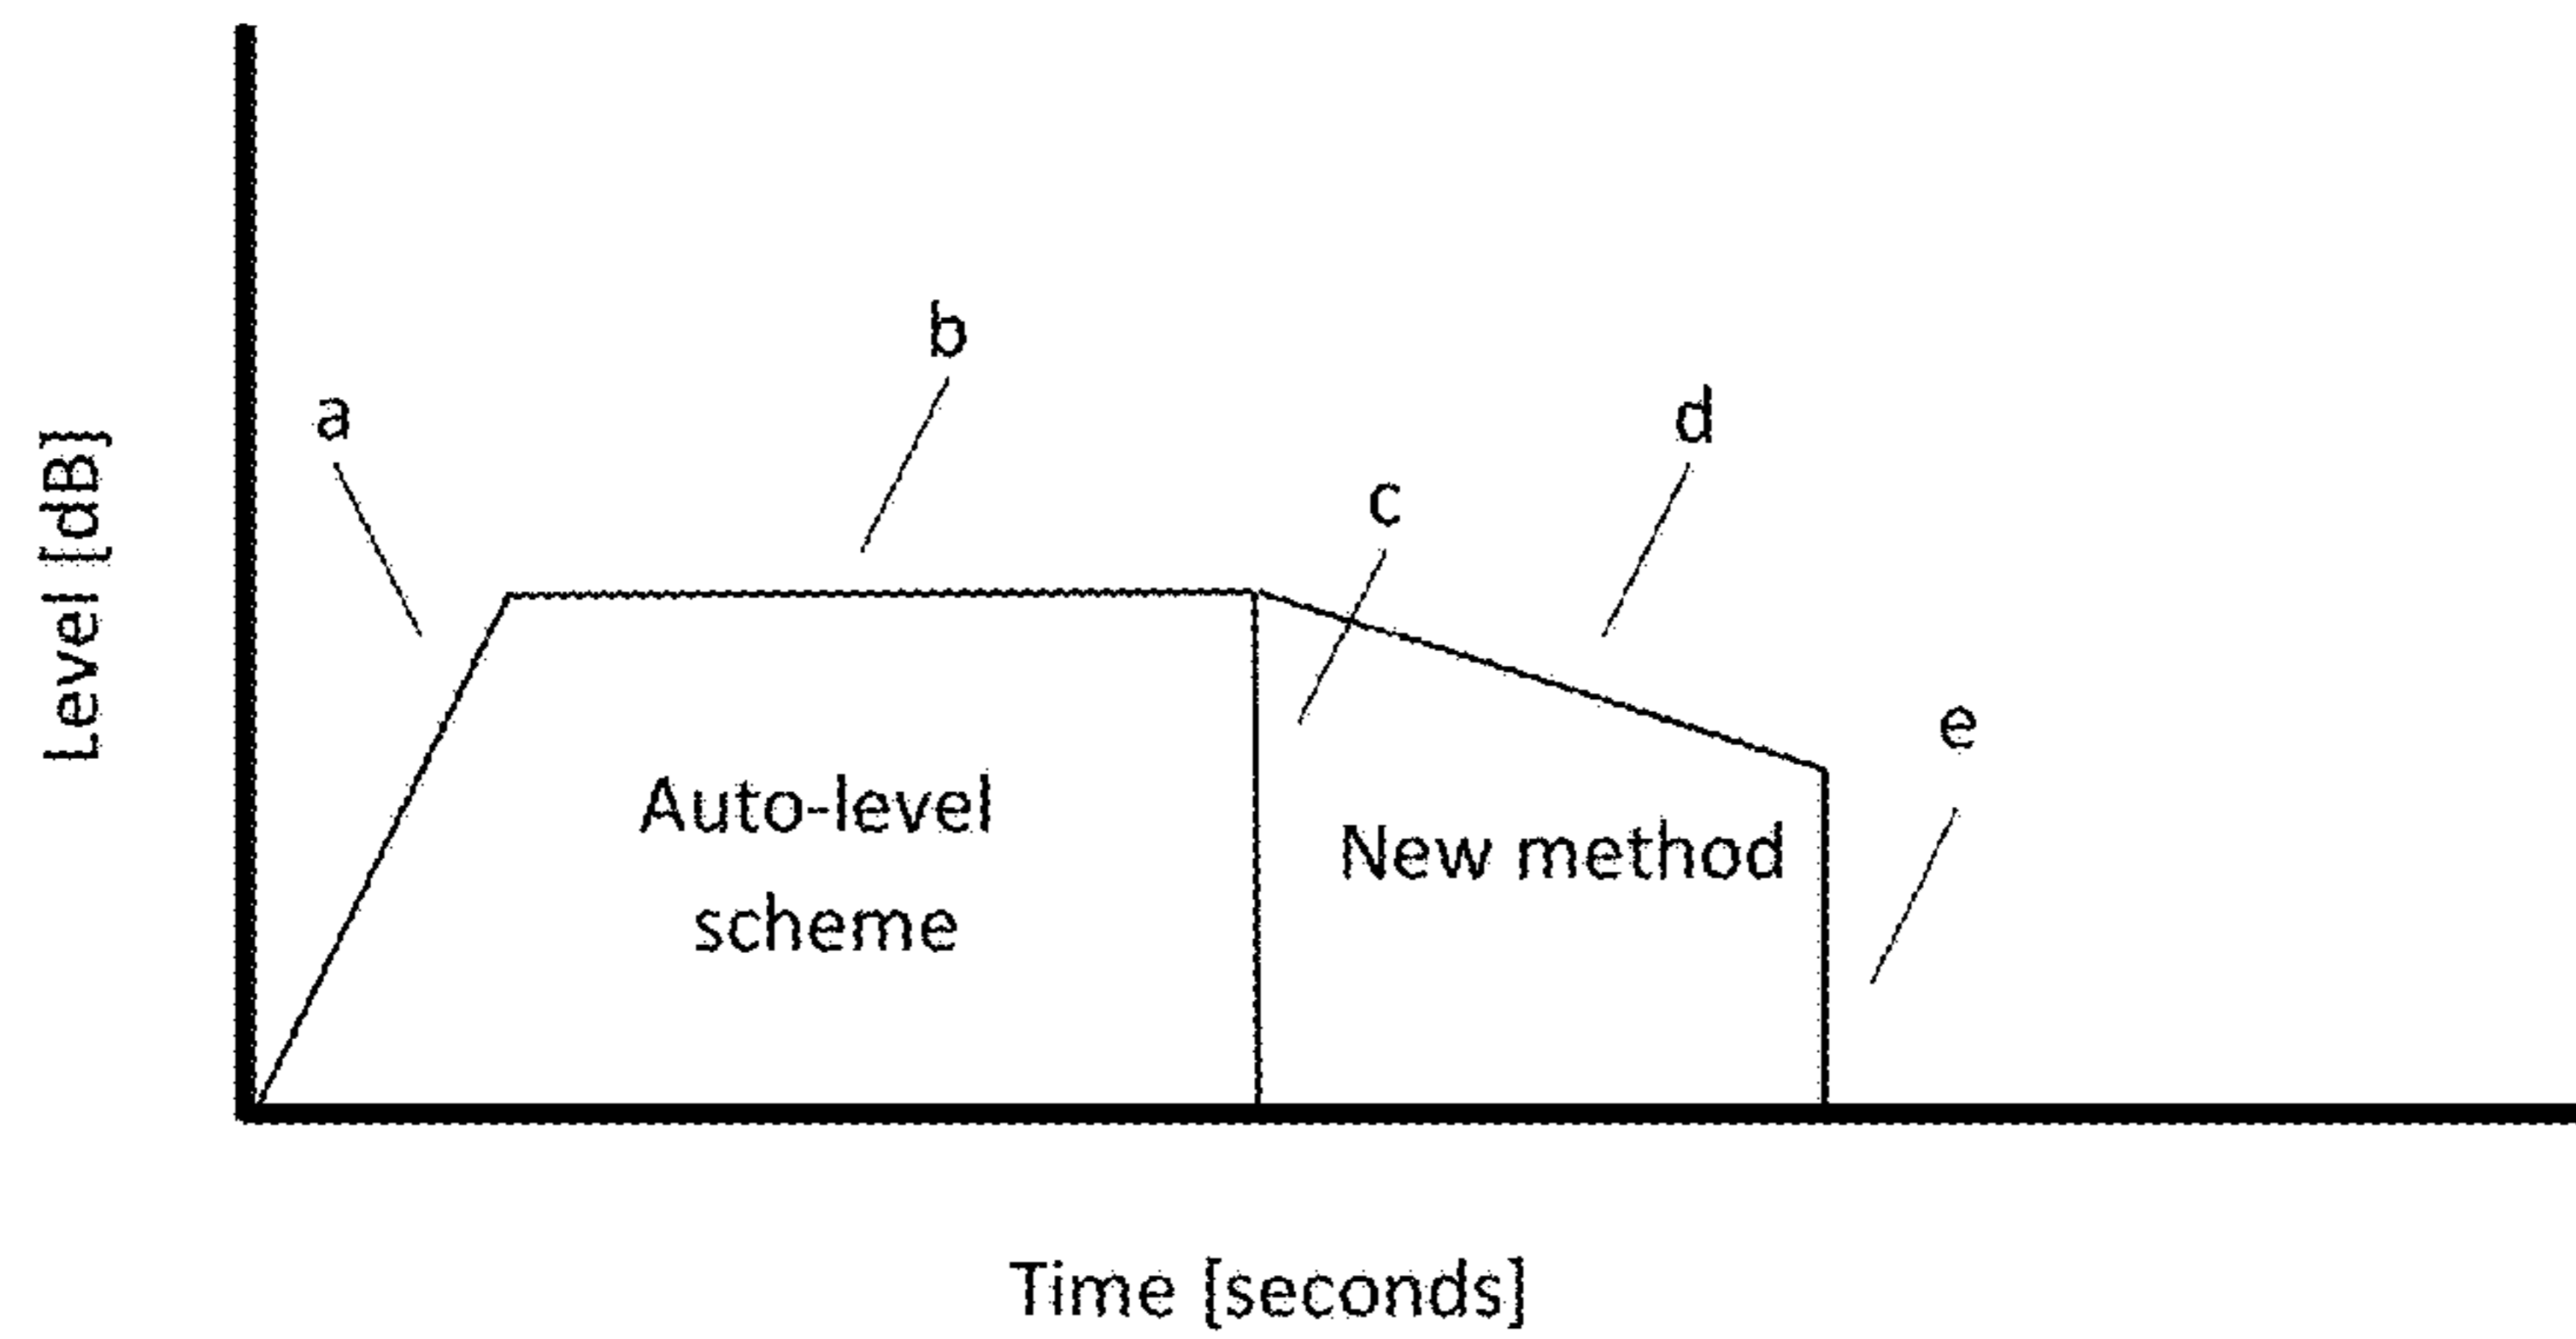 b
a
d
c
Level [dB]
e
Auto-level
scheme
New method
Time [seconds]